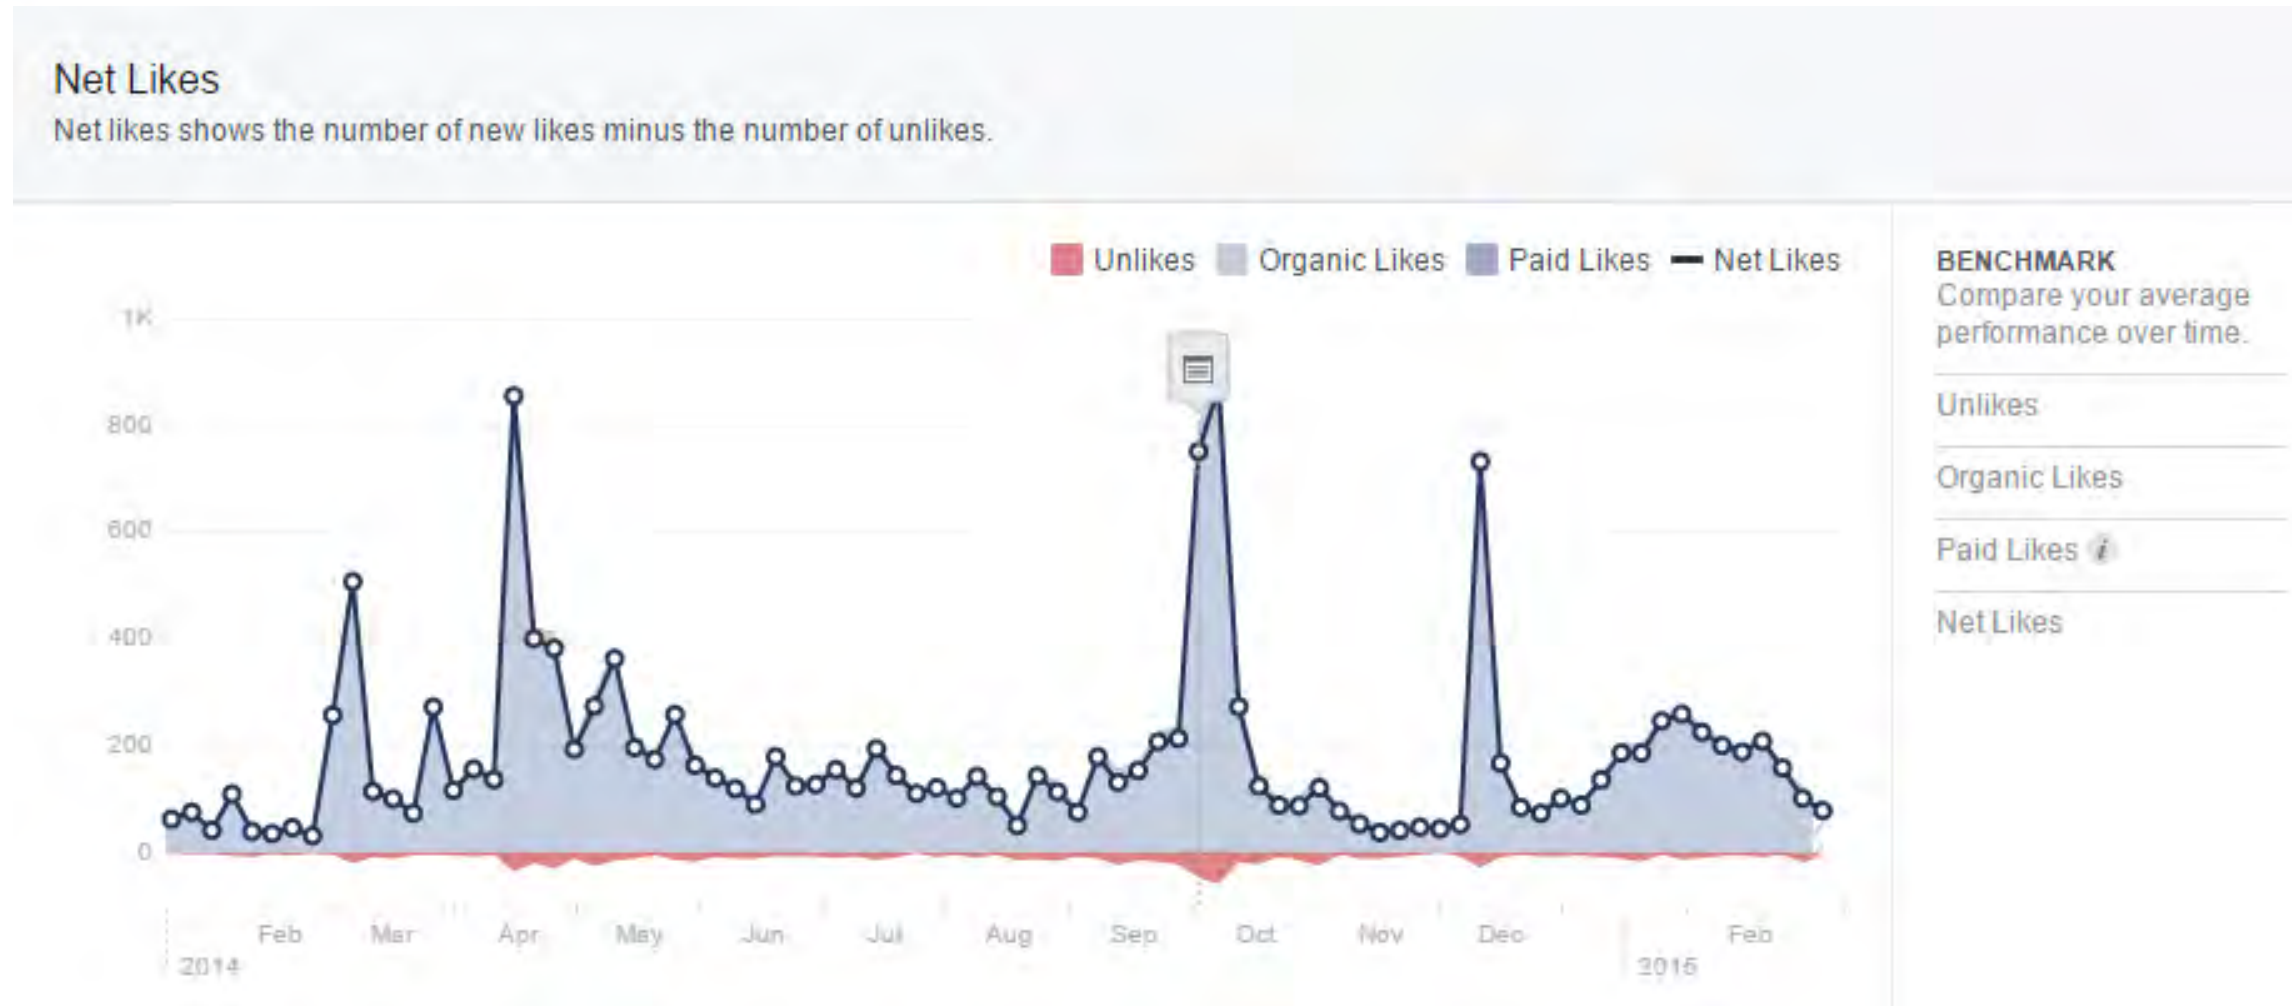 Net Likes
Net likes shows the number of new likes minus the number of unlikes.
Unlikes Organic Likes Paid Likes Net Likes
1K
800
600
400
200
0
Feb Mar Apr May Jun Jul Aug Sep Oct Nov Dec Feb
2014 2015
BENCHMARK
Compare your average
performance over time.
Unlikes
Organic Likes
Paid Likes i
Net Likes